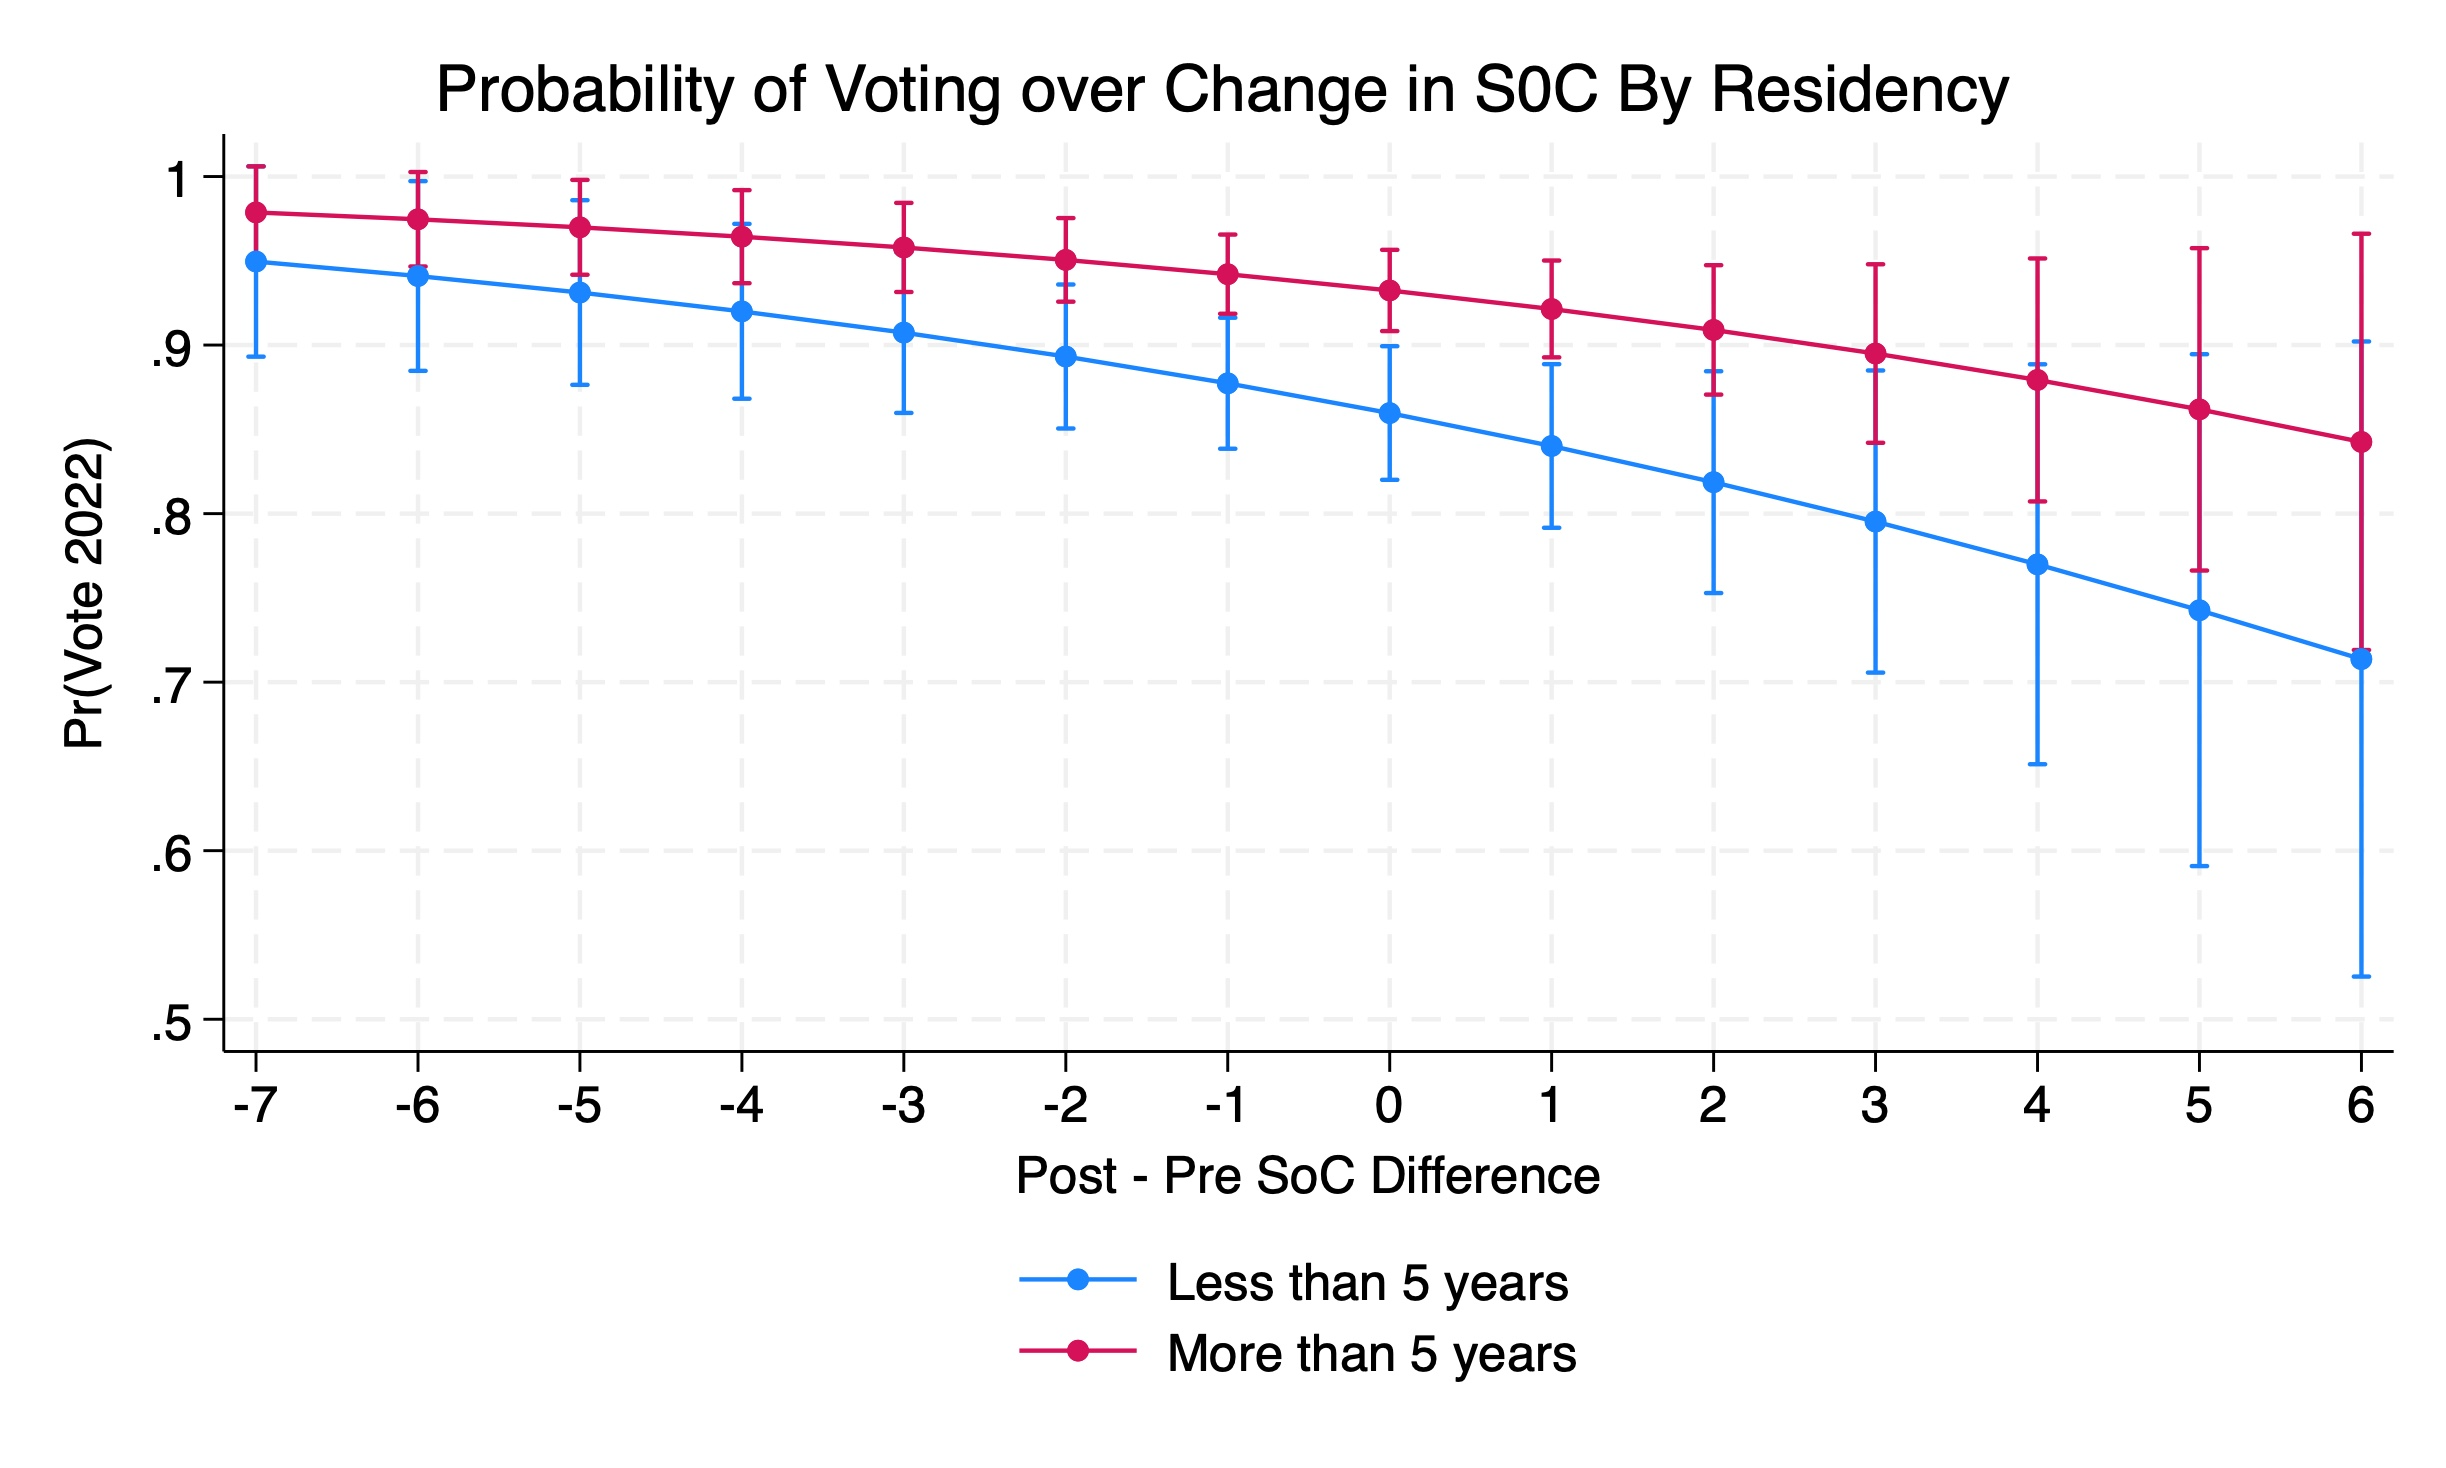 Probability of Voting over Change in S0C By Residency
Pr(Vote 2022)
1
.9
.8
.7
.6
.5
-7 -6 -5 -4 -3 -2 -1 0 1 2 3 4 5 6
Post - Pre SoC Difference
Less than 5 years
More than 5 years